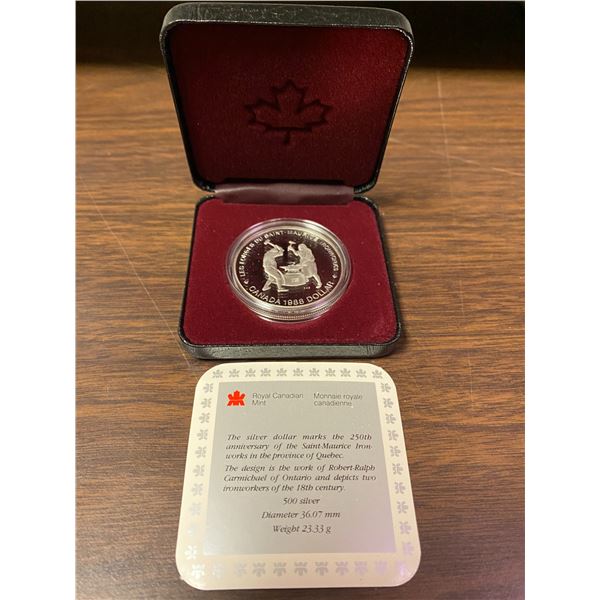 LES FORGES DU SAINT-MAURICE IRONWORKS
CANADA 1988 DOLLAR
Royal Canadian
Mint
Monnaie royale
canadienne
The silver dollar marks the 250th
anniversary of the Saint-Maurice Iron-
works in the province of Quebec.
The design is the work of Robert-Ralph
Carmichael of Ontario and depicts two
ironworkers of the 18th century.
500 silver
Diameter 36.07 mm
Weight 23.33 g